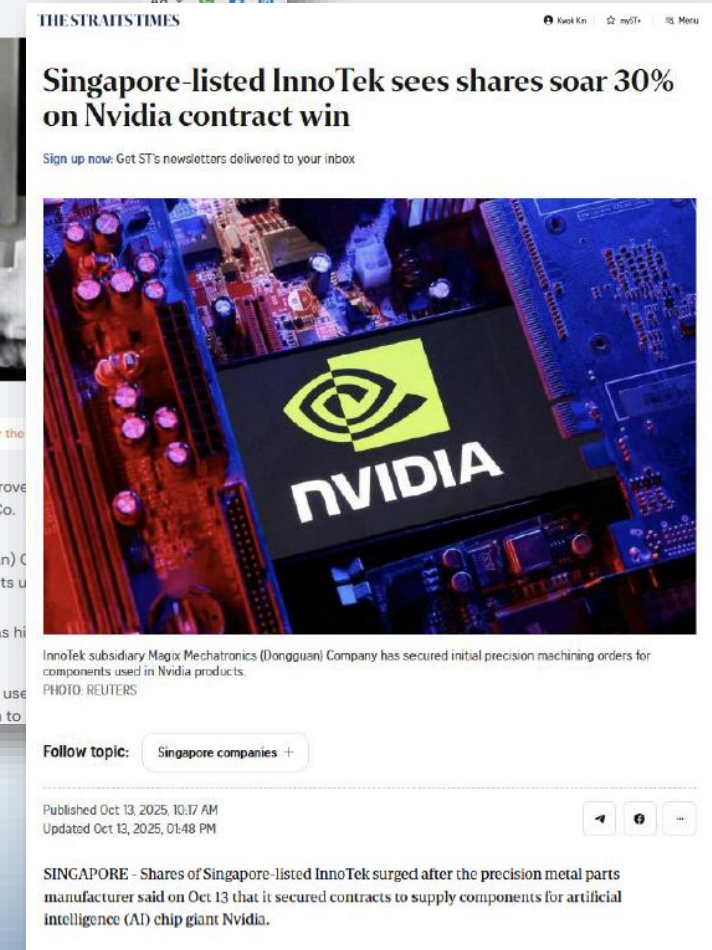 THE STRAITS TIMES
Kwok Kin
myST+
Menu
Singapore-listed InnoTek sees shares soar 30%
on Nvidia contract win
Sign up now: Get ST's newsletters delivered to your inbox
NVIDIA
InnoTek subsidiary Magix Mechatronics (Dongguan) Company has secured initial precision machining orders for
components used in Nvidia products.
PHOTO: REUTERS
Follow topic:
Singapore companies +
Published Oct 13, 2025, 10:17 AM
Updated Oct 13, 2025, 01:48 PM
SINGAPORE - Shares of Singapore-listed InnoTek surged after the precision metal parts
manufacturer said on Oct 13 that it secured contracts to supply components for artificial
intelligence (AI) chip giant Nvidia.